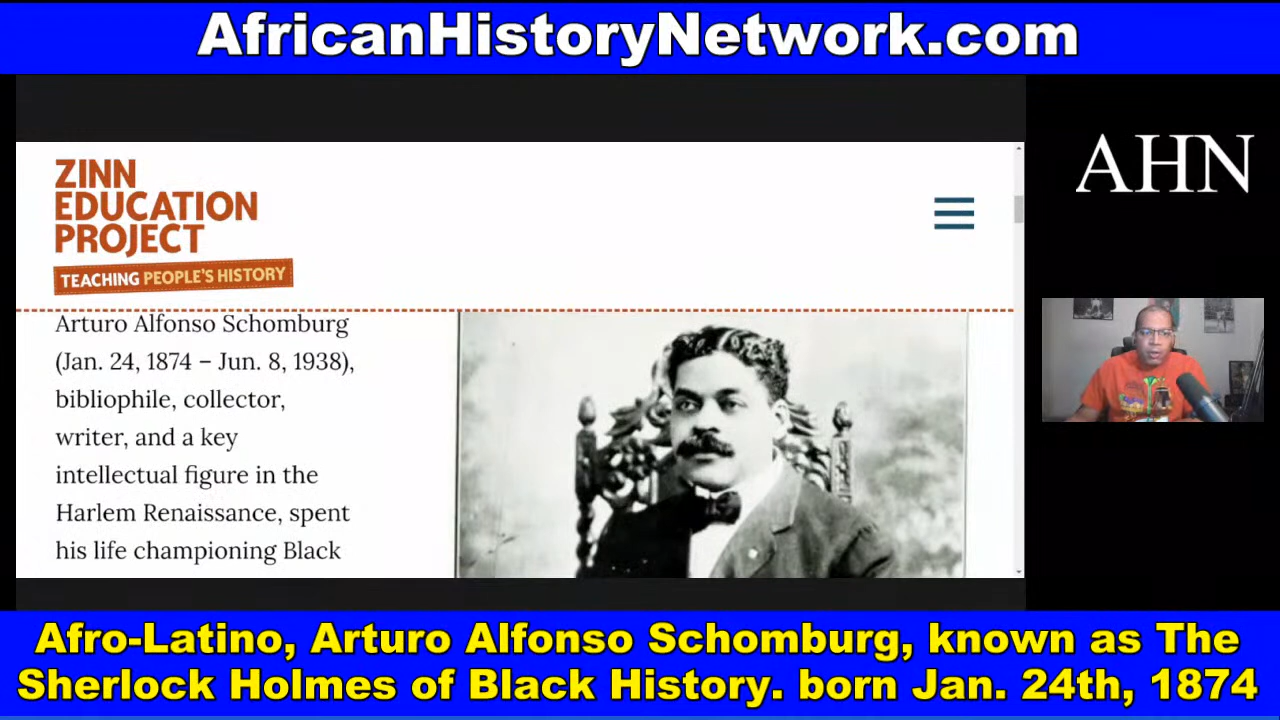 AfricanHistoryNetwork.com
ZINN
EDUCATION
PROJECT
TEACHING PEOPLE'S HISTORY
AHN
Arturo Alfonso Schomburg
(Jan. 24, 1874 – Jun. 8, 1938),
bibliophile, collector,
writer, and a key
intellectual figure in the
Harlem Renaissance, spent
his life championing Black
Afro-Latino, Arturo Alfonso Schomburg, known as The
Sherlock Holmes of Black History. born Jan. 24th, 1874